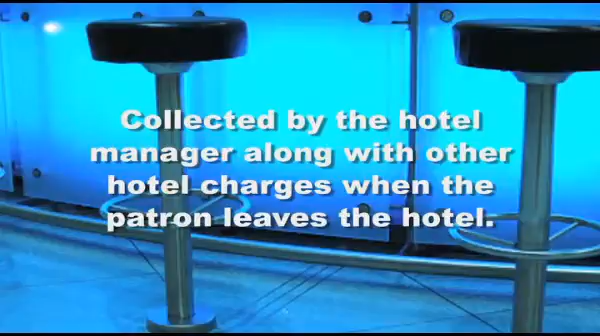 Collected by the hotel
manager along with other
hotel charges when the
patron leaves the hotel.